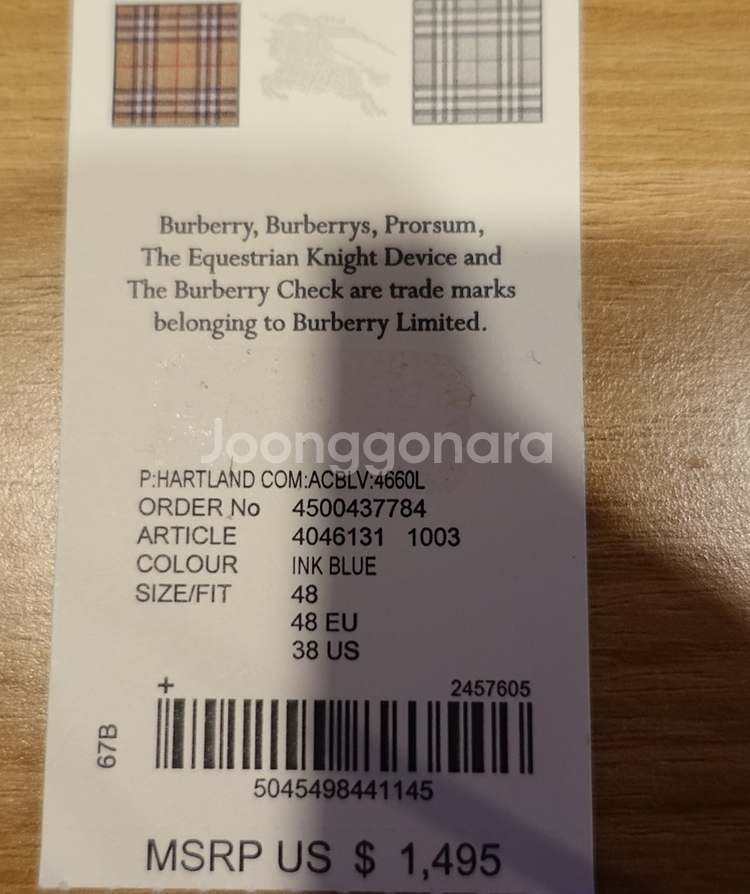 Burberry, Burberrys, Prorsum,
The Equestrian Knight Device and
The Burberry Check are trade marks
belonging to Burberry Limited.
Joonggonara
P:HARTLAND COM:ACBLV:4660L
ORDER No 4500437784
ARTICLE 4046131 1003
COLOUR INK BLUE
SIZE/FIT 48
48 EU
38 US
+ 2457605
67B
5045498441145
MSRP US $ 1,495